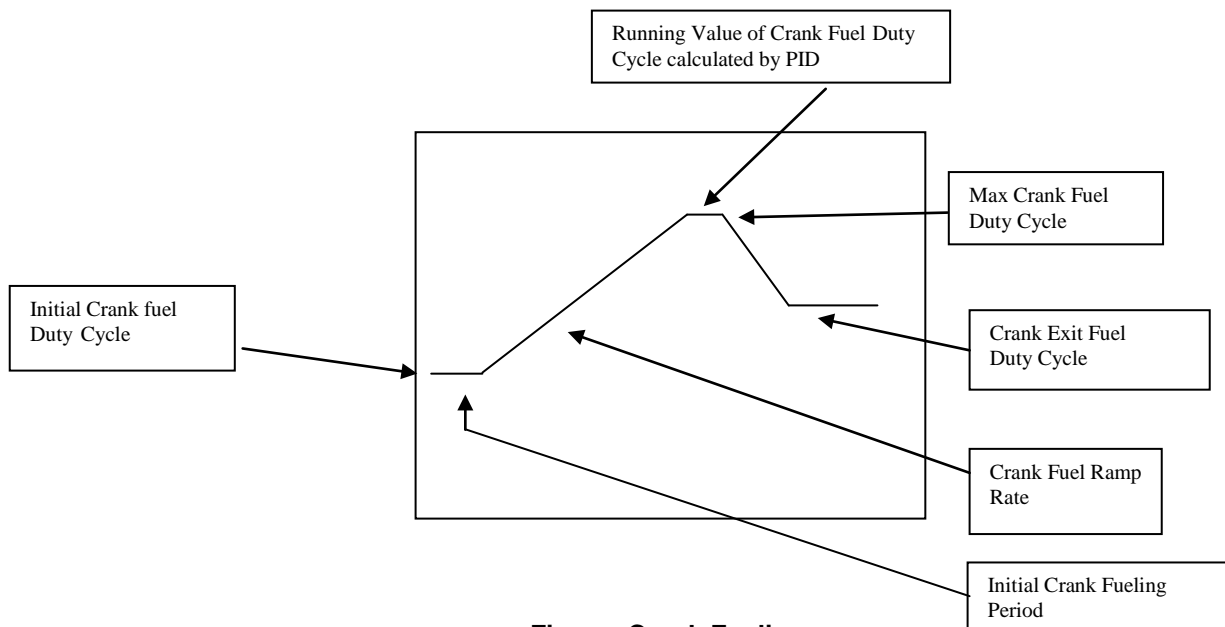 Running Value of Crank Fuel Duty
Cycle calculated by PID
Max Crank Fuel
Duty Cycle
Initial Crank fuel
Duty Cycle
Crank Exit Fuel
Duty Cycle
Crank Fuel Ramp
Rate
Initial Crank Fueling
Period